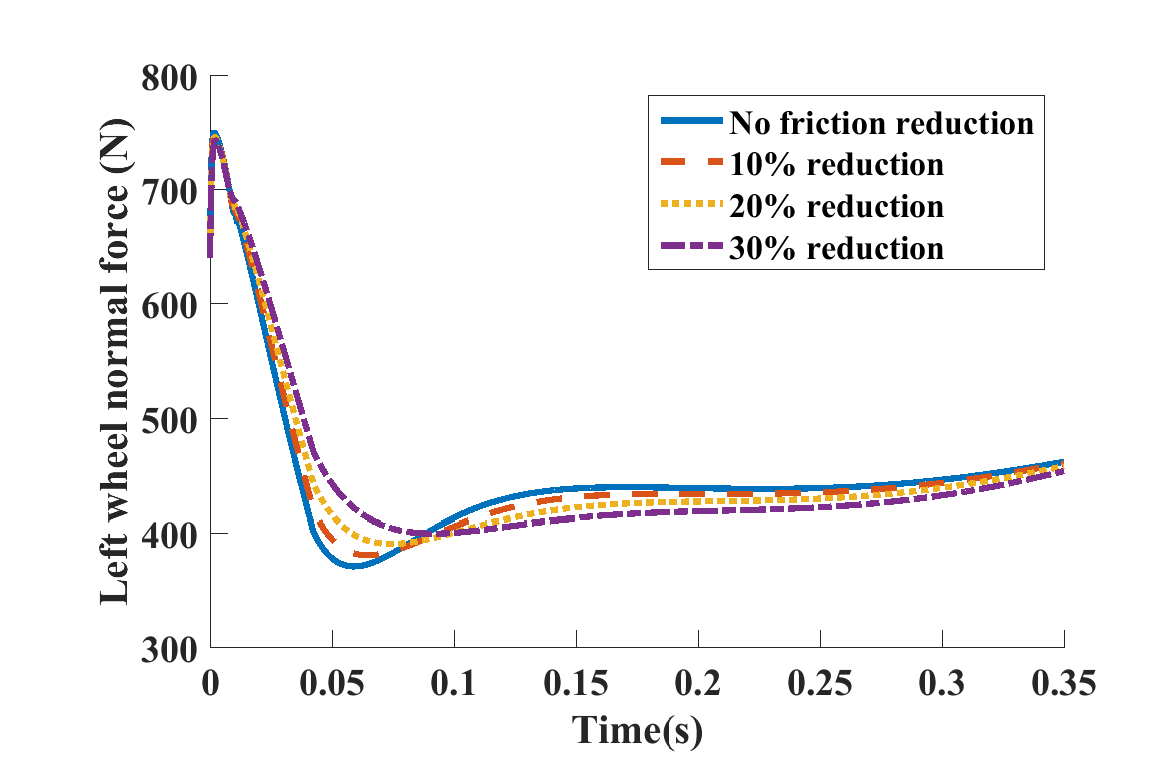 800
700
600
500
400
300
Left wheel normal force (N)
No friction reduction
10% reduction
20% reduction
30% reduction
0 0.05 0.1 0.15 0.2 0.25 0.3 0.35
Time(s)